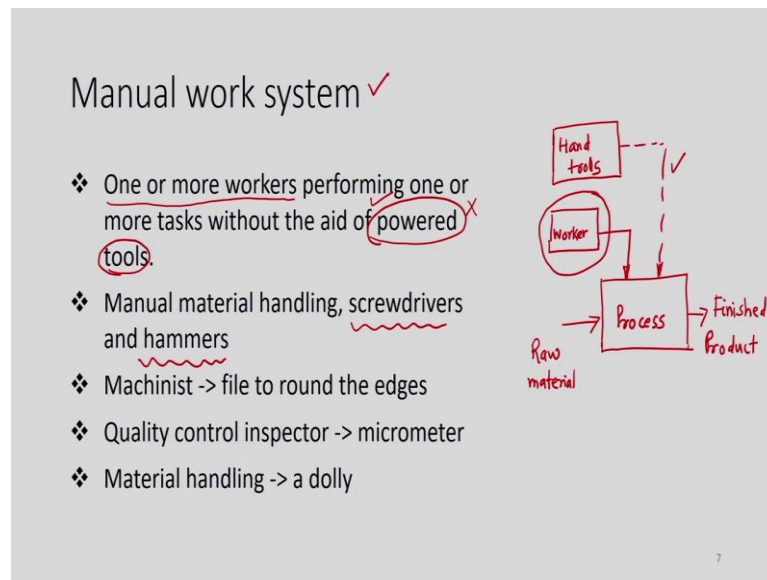 Manual work system
❖ One or more workers performing one or
more tasks without the aid of powered
tools.
❖ Manual material handling, screwdrivers
and hammers
❖ Machinist -> file to round the edges
❖ Quality control inspector -> micrometer
❖ Material handling -> a dolly
Hand
tools
Worker
Process
Finished
Product
Raw
material
7